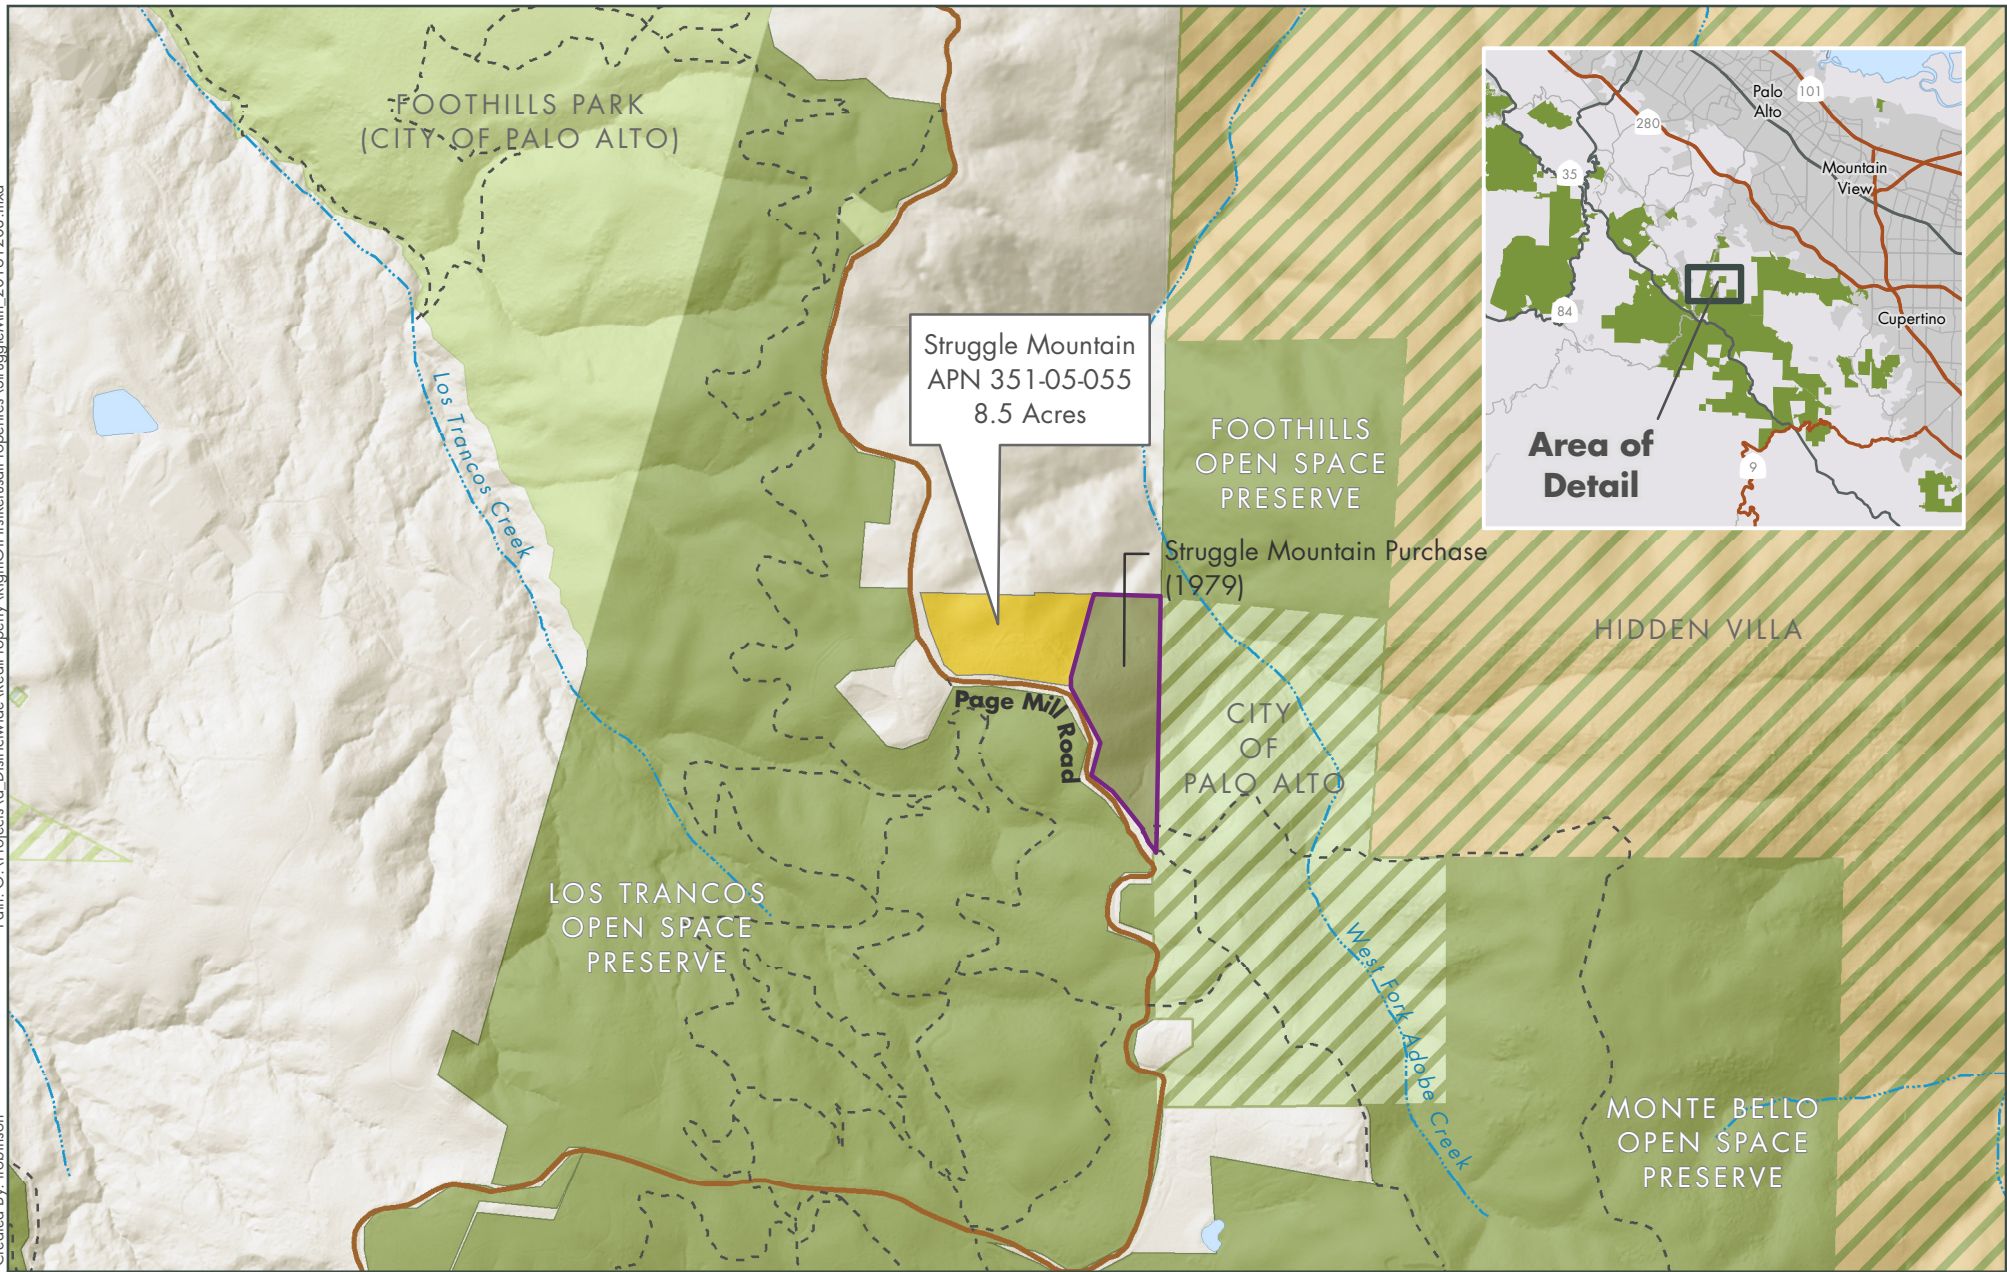 FOOTHILLS PARK
(CITY OF PALO ALTO)
Palo
Alto
101
280
Mountain
View
35
84
Cupertino
9
Area of
Detail
Struggle Mountain
APN 351-05-055
8.5 Acres
Los Trancos Creek
FOOTHILLS
OPEN SPACE
PRESERVE
Struggle Mountain Purchase
(1979)
HIDDEN VILLA
Page Mill Road
CITY
OF
PALO ALTO
LOS TRANCOS
OPEN SPACE
PRESERVE
West Fork Adobe Creek
MONTE BELLO
OPEN SPACE
PRESERVE